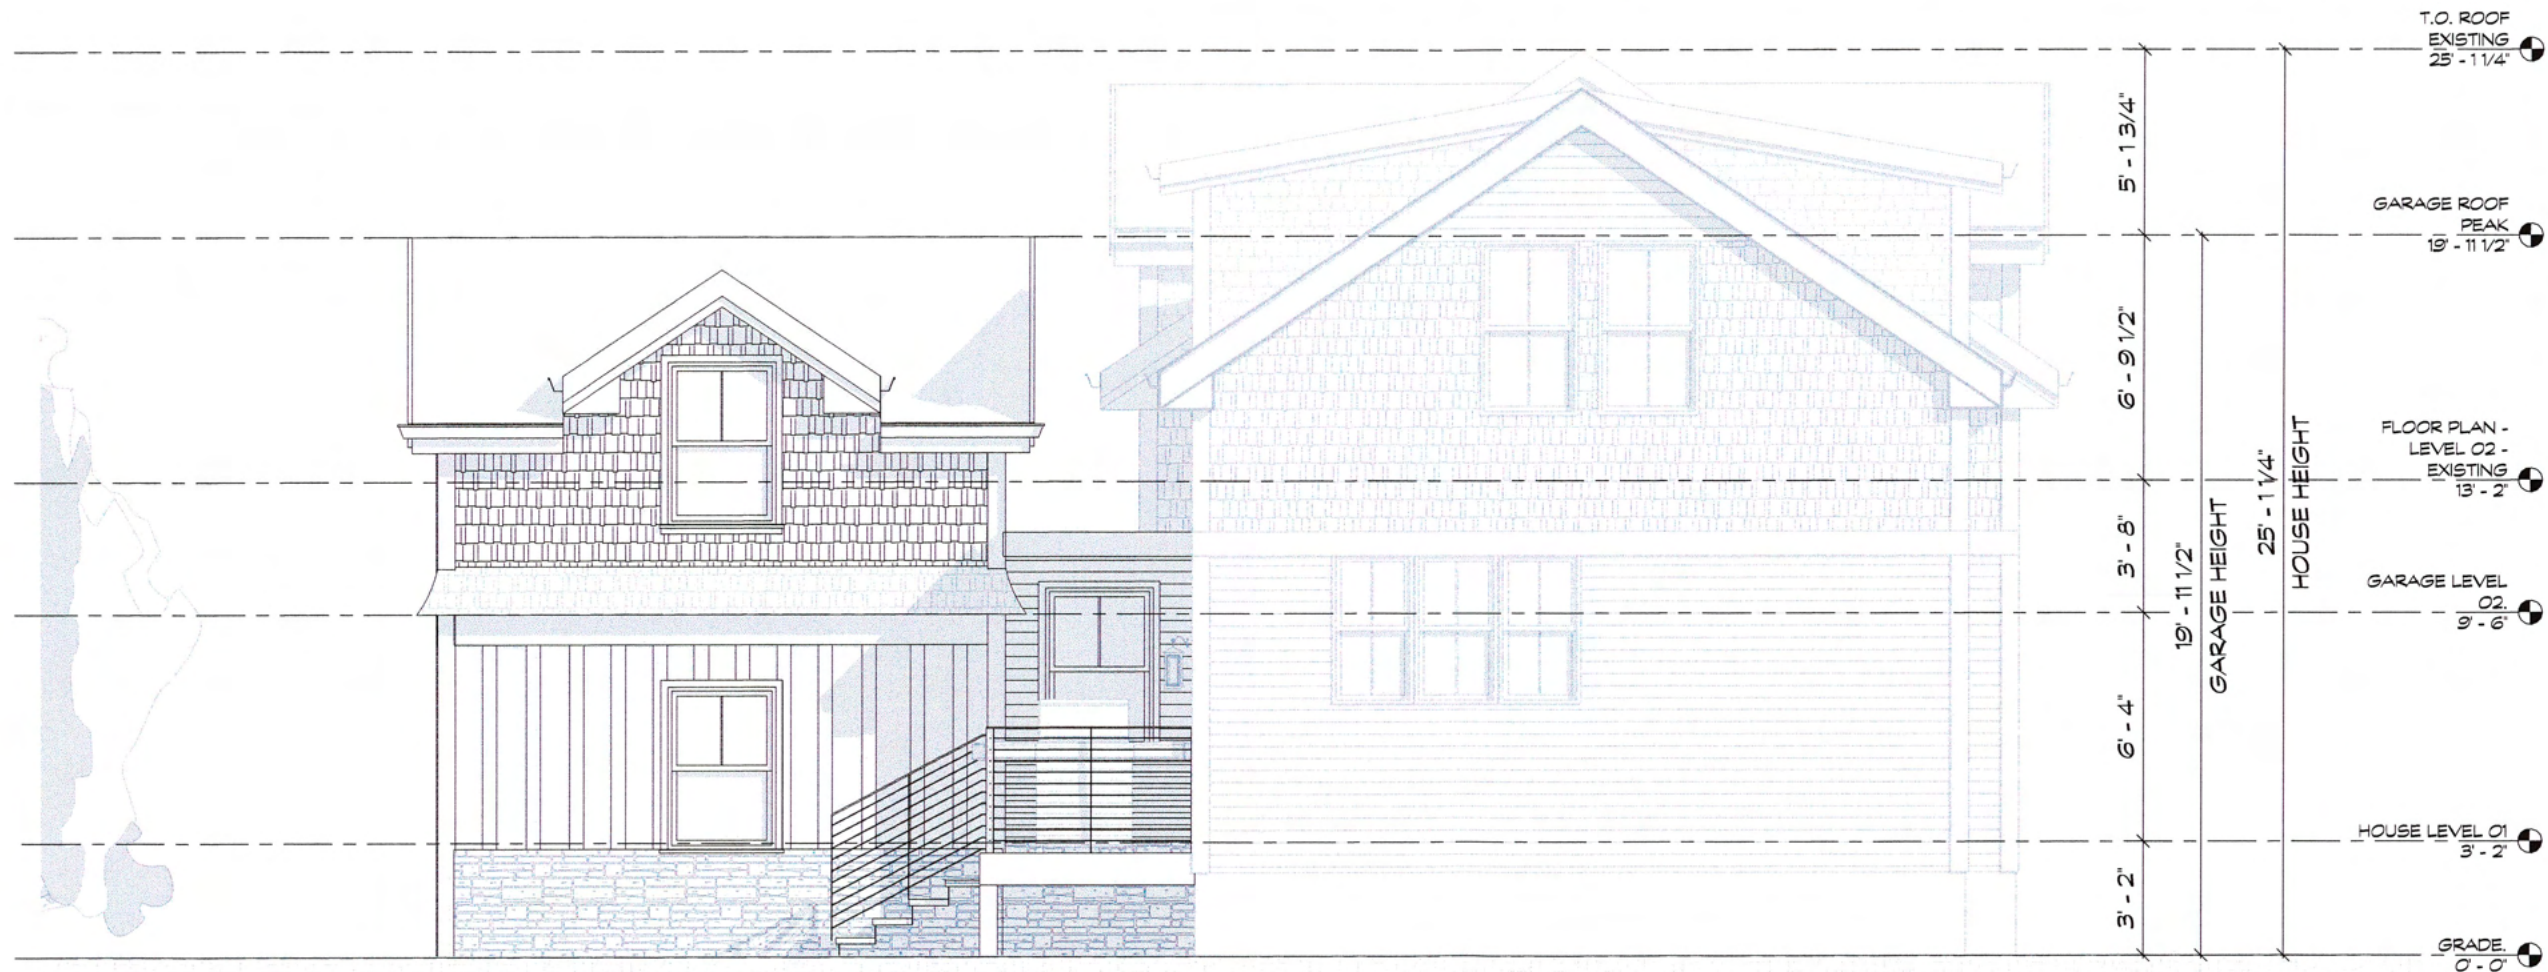 T.O. ROOF
EXISTING
25' - 1 1/4"
5' - 1 3/4"
GARAGE ROOF
PEAK
19' - 11 1/2"
6' - 9 1/2"
FLOOR PLAN -
LEVEL 02 -
EXISTING
13' - 2"
3' - 8"
19' - 11 1/2"
GARAGE HEIGHT
25' - 1 1/4"
HOUSE HEIGHT
GARAGE LEVEL
02.
9' - 6"
6' - 4"
HOUSE LEVEL 01
3' - 2"
3' - 2"
GRADE.
0' - 0"